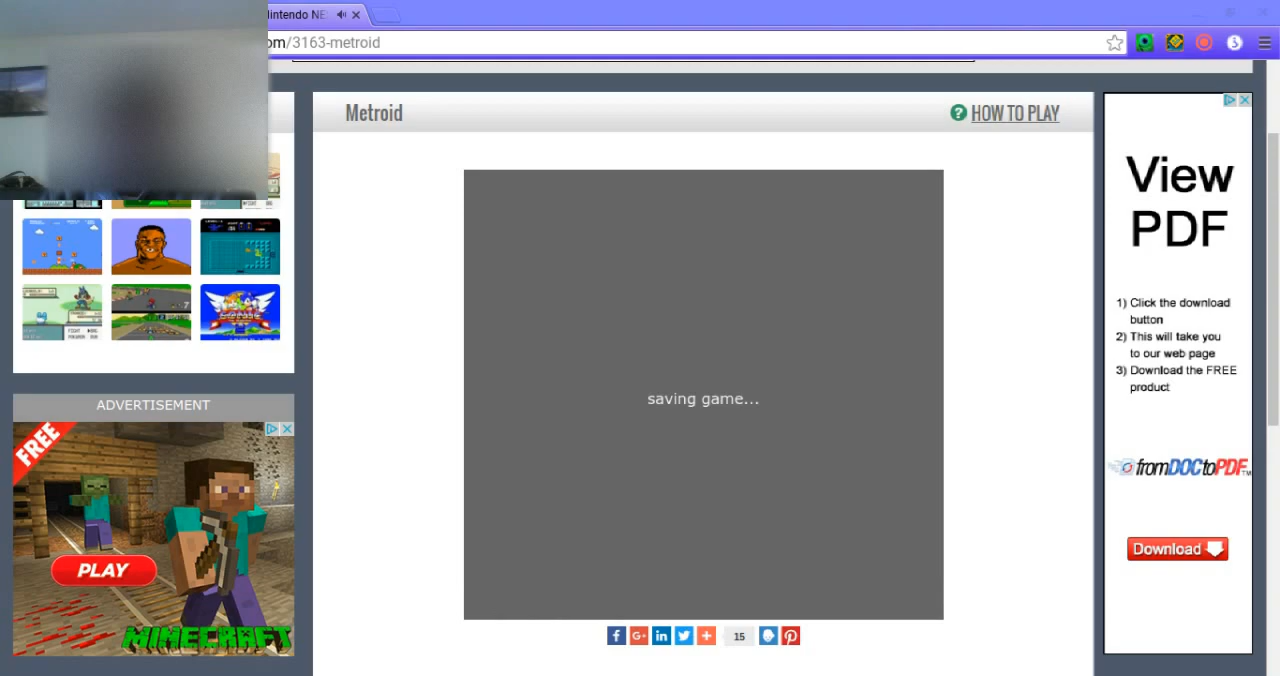 intendo NE
om/3163-metroid
Metroid
? HOW TO PLAY
saving game...
15
ADVERTISEMENT
FREE
PLAY
MINECRAFT
SONIC
View
PDF
1) Click the download
button
2) This will take you
to our web page
3) Download the FREE
product
fromDOCtoPDF
TM
Download